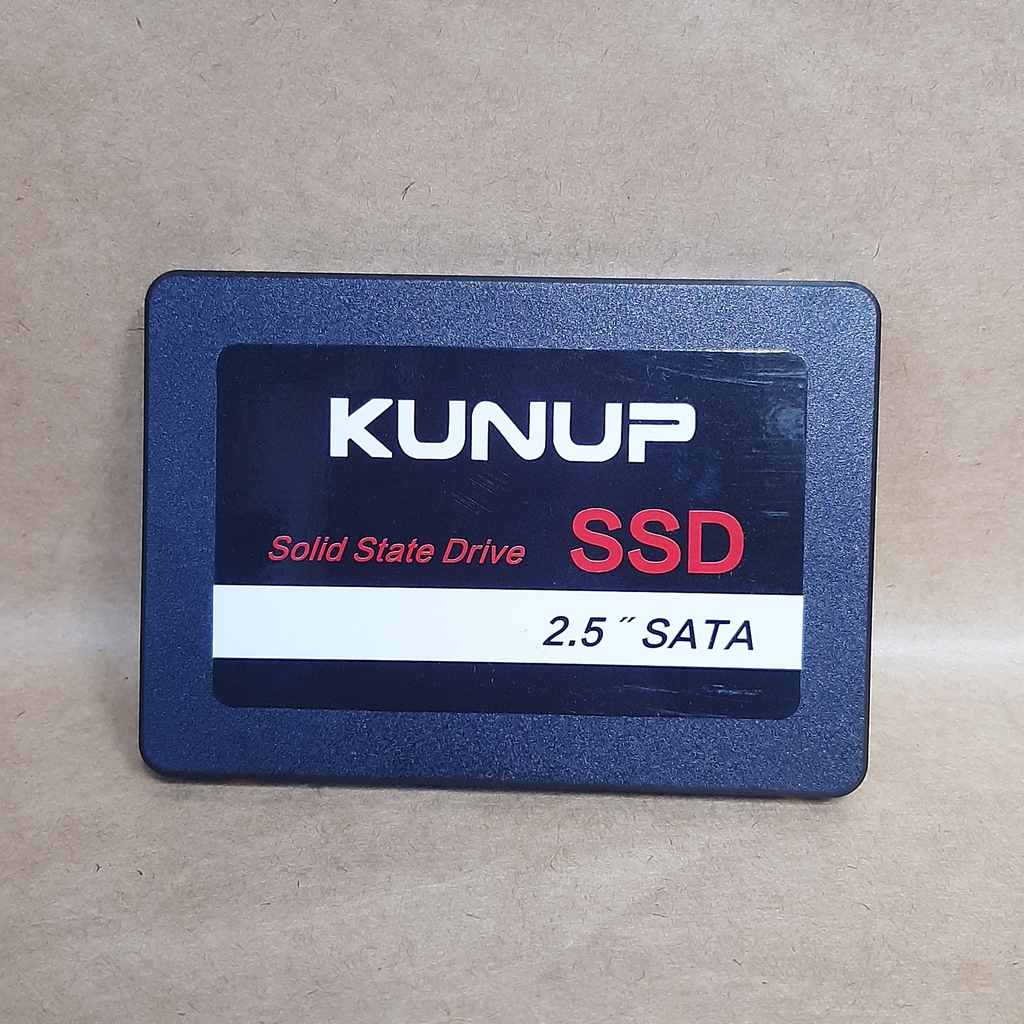 KUNUP
Solid State Drive SSD
2.5″ SATA